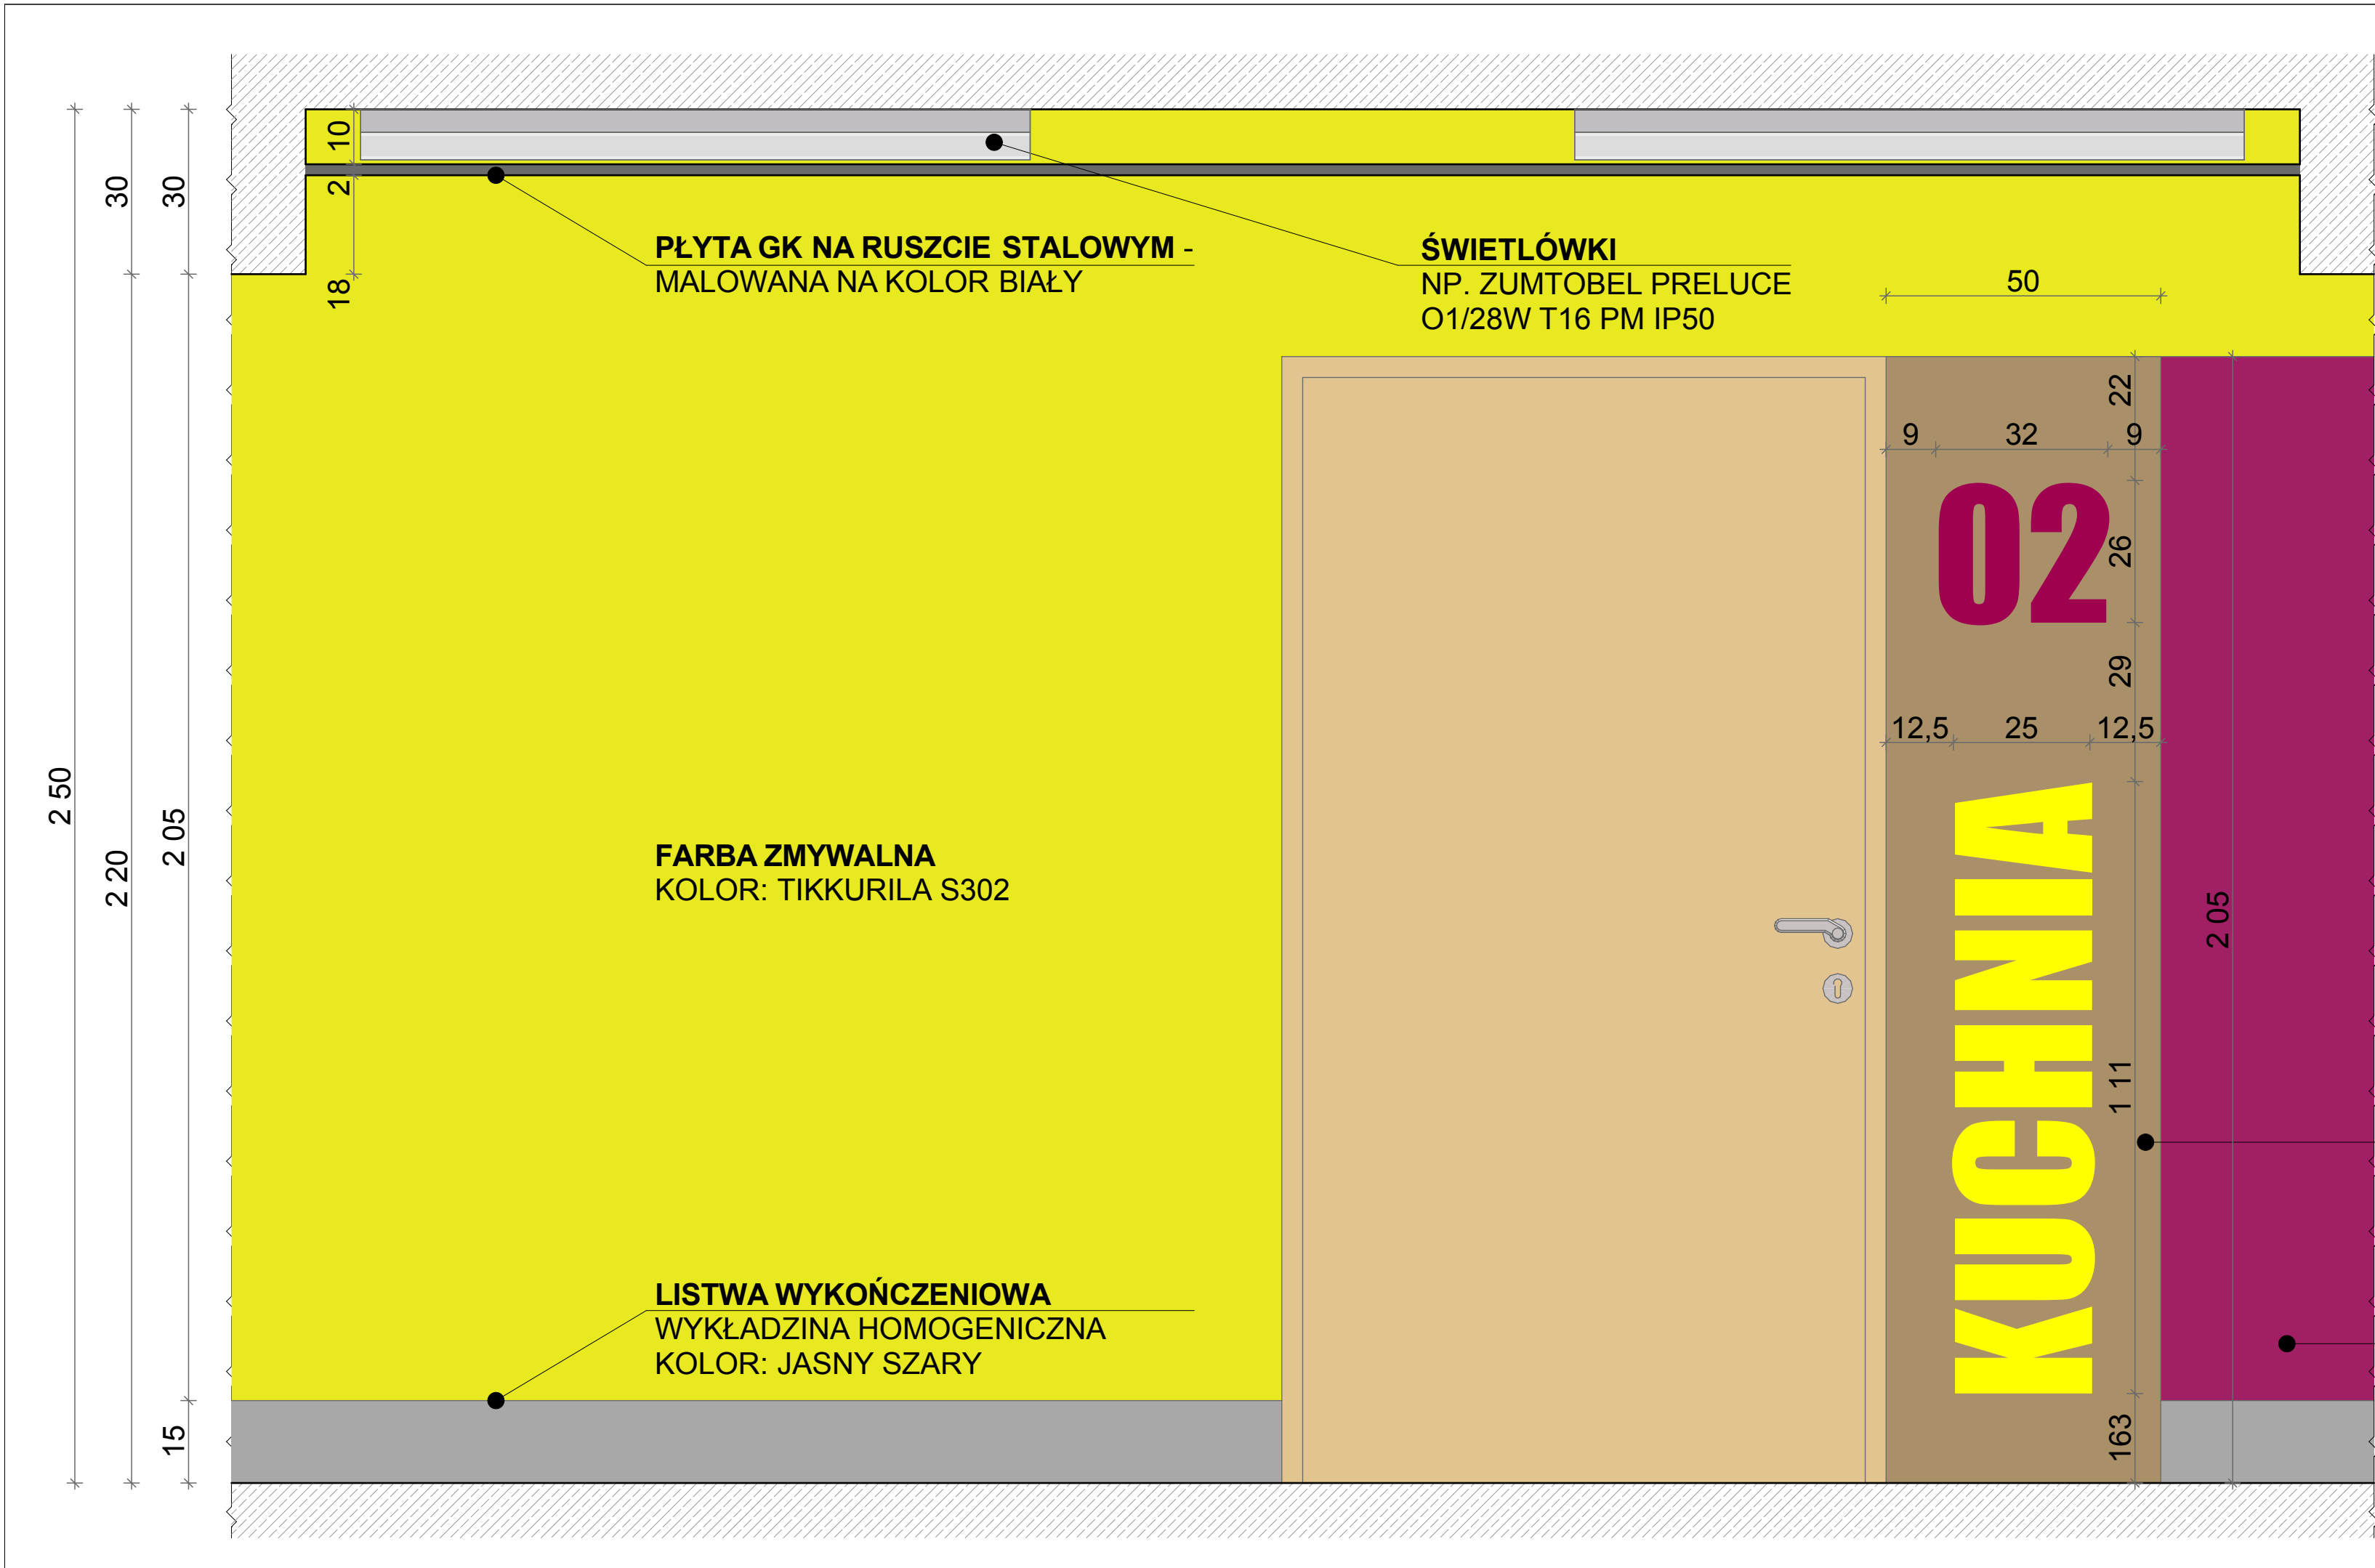 10
30
30
2
18
PŁYTA GK NA RUSZCIE STALOWYM -
MALOWANA NA KOLOR BIAŁY
ŚWIETLÓWKI
NP. ZUMTOBEL PRELUCE
O1/28W T16 PM IP50
50
22
9
32
9
02
26
29
12,5
25
12,5
2 50
2 20
2 05
FARBA ZMYWALNA
KOLOR: TIKKURILA S302
KUCHNIA
2 05
1 11
LISTWA WYKOŃCZENIOWA
WYKŁADZINA HOMOGENICZNA
KOLOR: JASNY SZARY
15
163